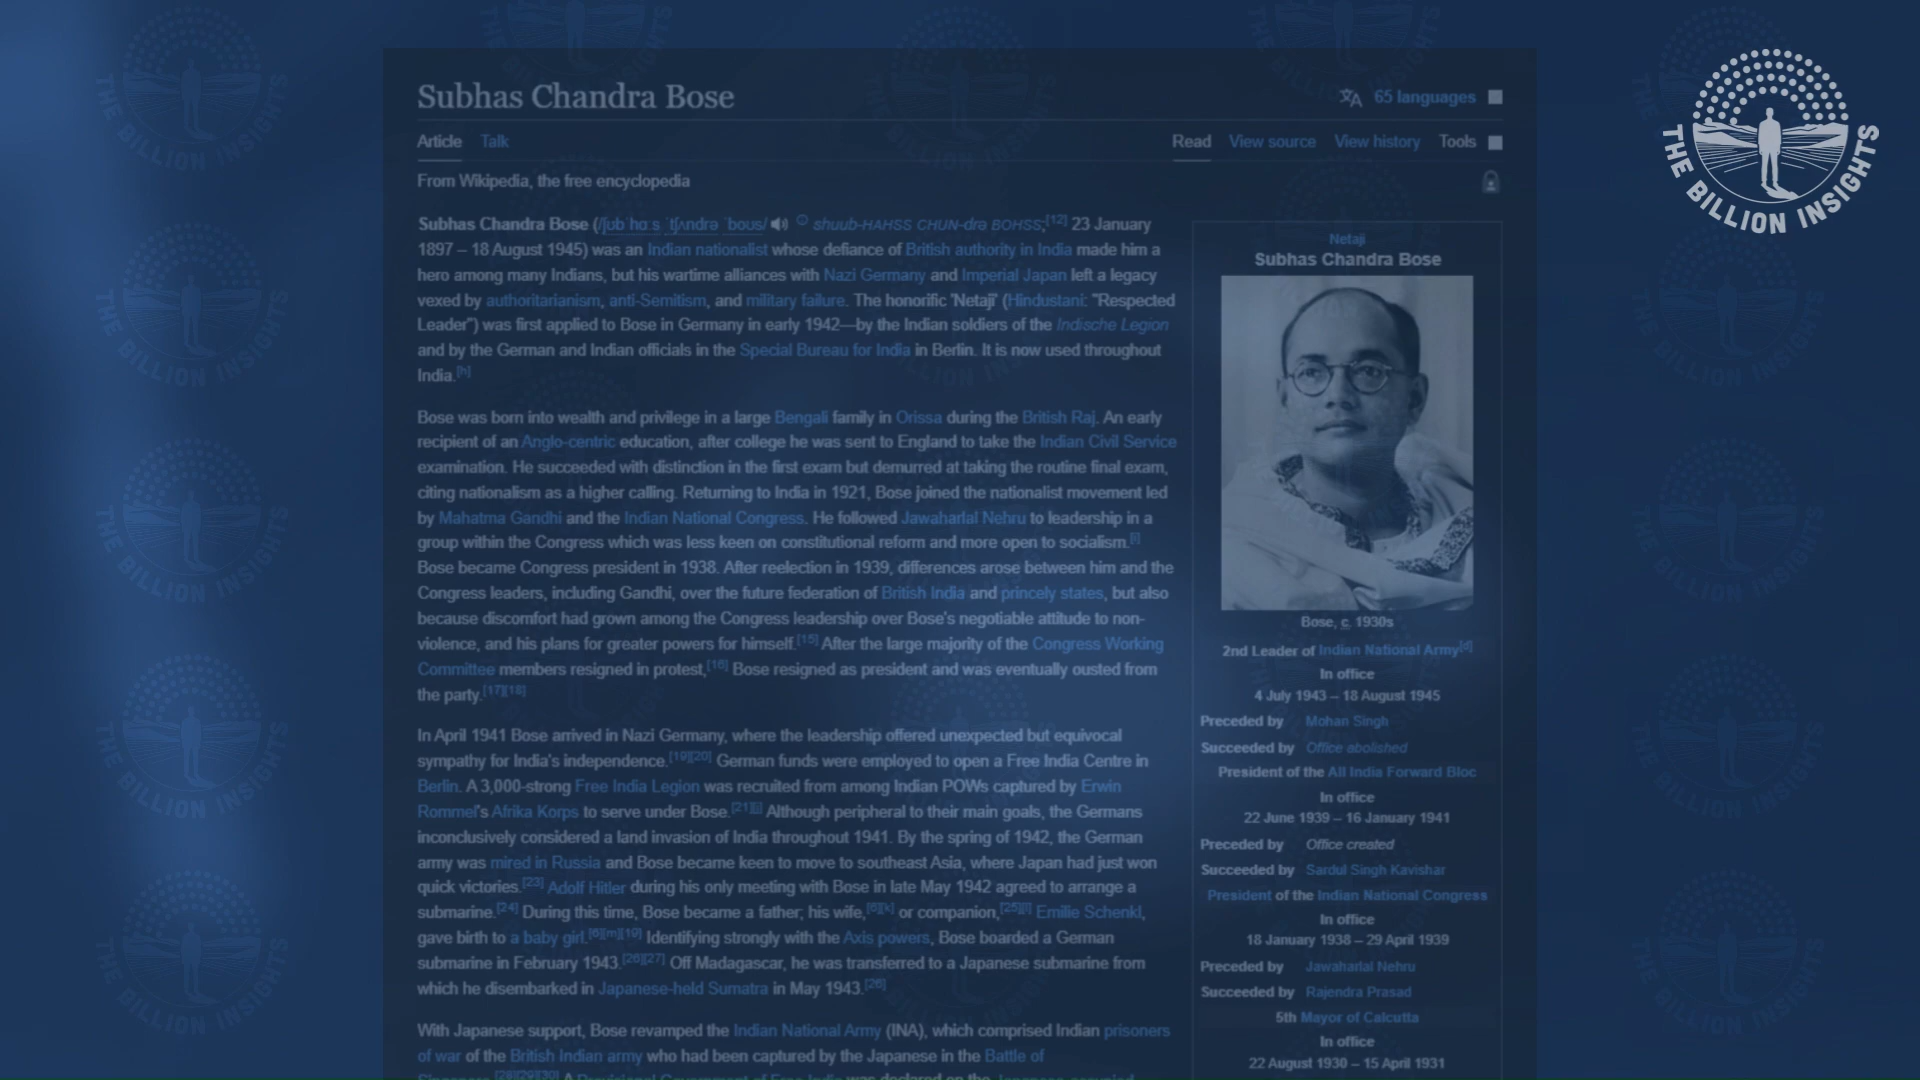 THE BILLION INSIGHTS
Subhas Chandra Bose
65 languages
Article Talk
Read View source View history Tools
From Wikipedia, the free encyclopedia
Subhas Chandra Bose (/ʃʊbˈhɑːs ˈtʃʌndrə ˈboʊs/ shuub-HAHSS CHUN-drə BOHSS;[12] 23 January
1897 – 18 August 1945) was an Indian nationalist whose defiance of British authority in India made him a
hero among many Indians, but his wartime alliances with Nazi Germany and Imperial Japan left a legacy
vexed by authoritarianism, anti-Semitism, and military failure. The honorific 'Netaji' (Hindustani: "Respected
Leader") was first applied to Bose in Germany in early 1942—by the Indian soldiers of the Indische Legion
and by the German and Indian officials in the Special Bureau for India in Berlin. It is now used throughout
India.[h]
Bose was born into wealth and privilege in a large Bengali family in Orissa during the British Raj. An early
recipient of an Anglo-centric education, after college he was sent to England to take the Indian Civil Service
examination. He succeeded with distinction in the first exam but demurred at taking the routine final exam,
citing nationalism as a higher calling. Returning to India in 1921, Bose joined the nationalist movement led
by Mahatma Gandhi and the Indian National Congress. He followed Jawaharlal Nehru to leadership in a
group within the Congress which was less keen on constitutional reform and more open to socialism.[i]
Bose became Congress president in 1938. After reelection in 1939, differences arose between him and the
Congress leaders, including Gandhi, over the future federation of British India and princely states, but also
because discomfort had grown among the Congress leadership over Bose's negotiable attitude to non-
violence, and his plans for greater powers for himself.[15] After the large majority of the Congress Working
Committee members resigned in protest,[16] Bose resigned as president and was eventually ousted from
the party.[17][18]
In April 1941 Bose arrived in Nazi Germany, where the leadership offered unexpected but equivocal
sympathy for India's independence.[19][20] German funds were employed to open a Free India Centre in
Berlin. A 3,000-strong Free India Legion was recruited from among Indian POWs captured by Erwin
Rommel's Afrika Korps to serve under Bose.[21][j] Although peripheral to their main goals, the Germans
inconclusively considered a land invasion of India throughout 1941. By the spring of 1942, the German
army was mired in Russia and Bose became keen to move to southeast Asia, where Japan had just won
quick victories.[23] Adolf Hitler during his only meeting with Bose in late May 1942 agreed to arrange a
submarine.[24] During this time, Bose became a father; his wife,[6][k] or companion,[25][l] Emilie Schenkl,
gave birth to a baby girl.[6][m][19] Identifying strongly with the Axis powers, Bose boarded a German
submarine in February 1943.[26][27] Off Madagascar, he was transferred to a Japanese submarine from
which he disembarked in Japanese-held Sumatra in May 1943.[26]
With Japanese support, Bose revamped the Indian National Army (INA), which comprised Indian prisoners
of war of the British Indian army who had been captured by the Japanese in the Battle of
Netaji
Subhas Chandra Bose
Bose, c. 1930s
2nd Leader of Indian National Army[d]
In office
4 July 1943 – 18 August 1945
Preceded by Mohan Singh
Succeeded by Office abolished
President of the All India Forward Bloc
In office
22 June 1939 – 16 January 1941
Preceded by Office created
Succeeded by Sardul Singh Kavishar
President of the Indian National Congress
In office
18 January 1938 – 29 April 1939
Preceded by Jawaharlal Nehru
Succeeded by Rajendra Prasad
5th Mayor of Calcutta
In office
22 August 1930 – 15 April 1931